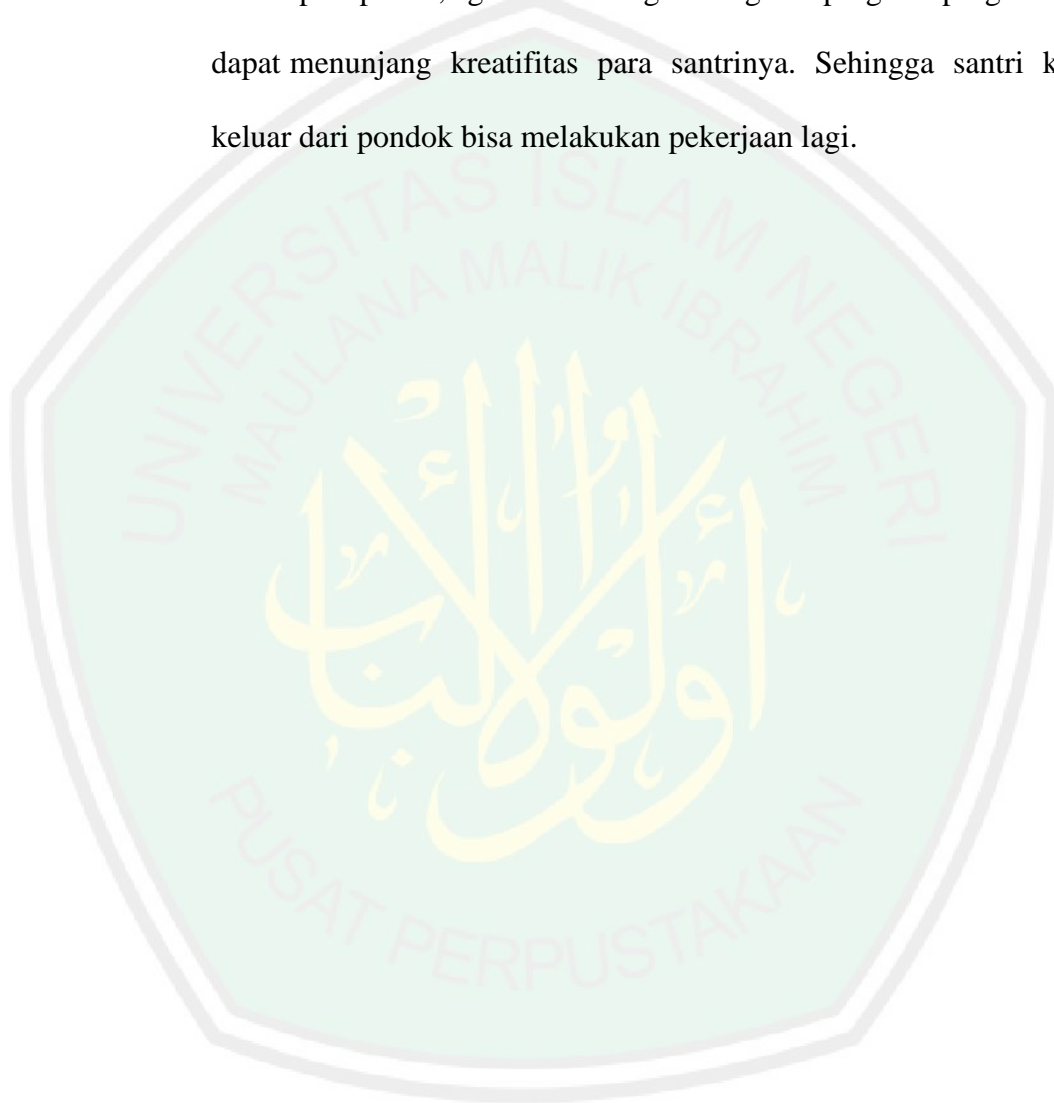 dapat menunjang kreatifitas para santrinya. Sehingga santri
keluar dari pondok bisa melakukan pekerjaan lagi.
UNIVERSITAS ISLAM NEGERI
MAULANA MALIK IBRAHIM
PUSAT PERPUSTAKAAN